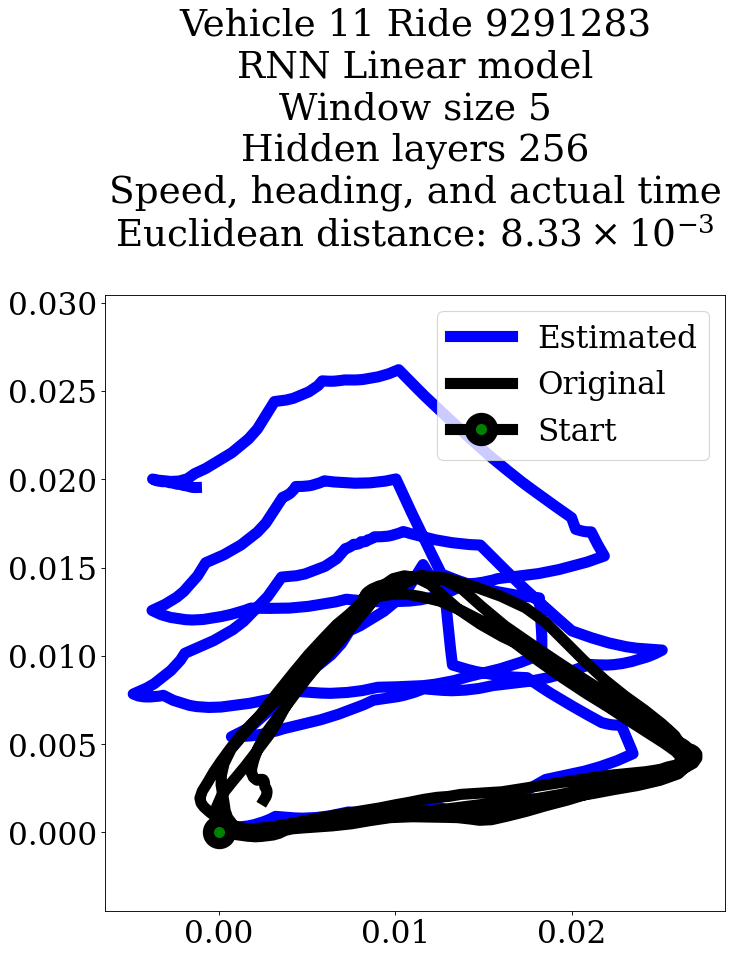 Vehicle 11 Ride 9291283
RNN Linear model
Window size 5
Hidden layers 256
Speed, heading, and actual time
Euclidean distance: 8.33 × 10⁻³
0.030
0.025
0.020
0.015
0.010
0.005
0.000
Estimated
Original
Start
0.00 0.01 0.02